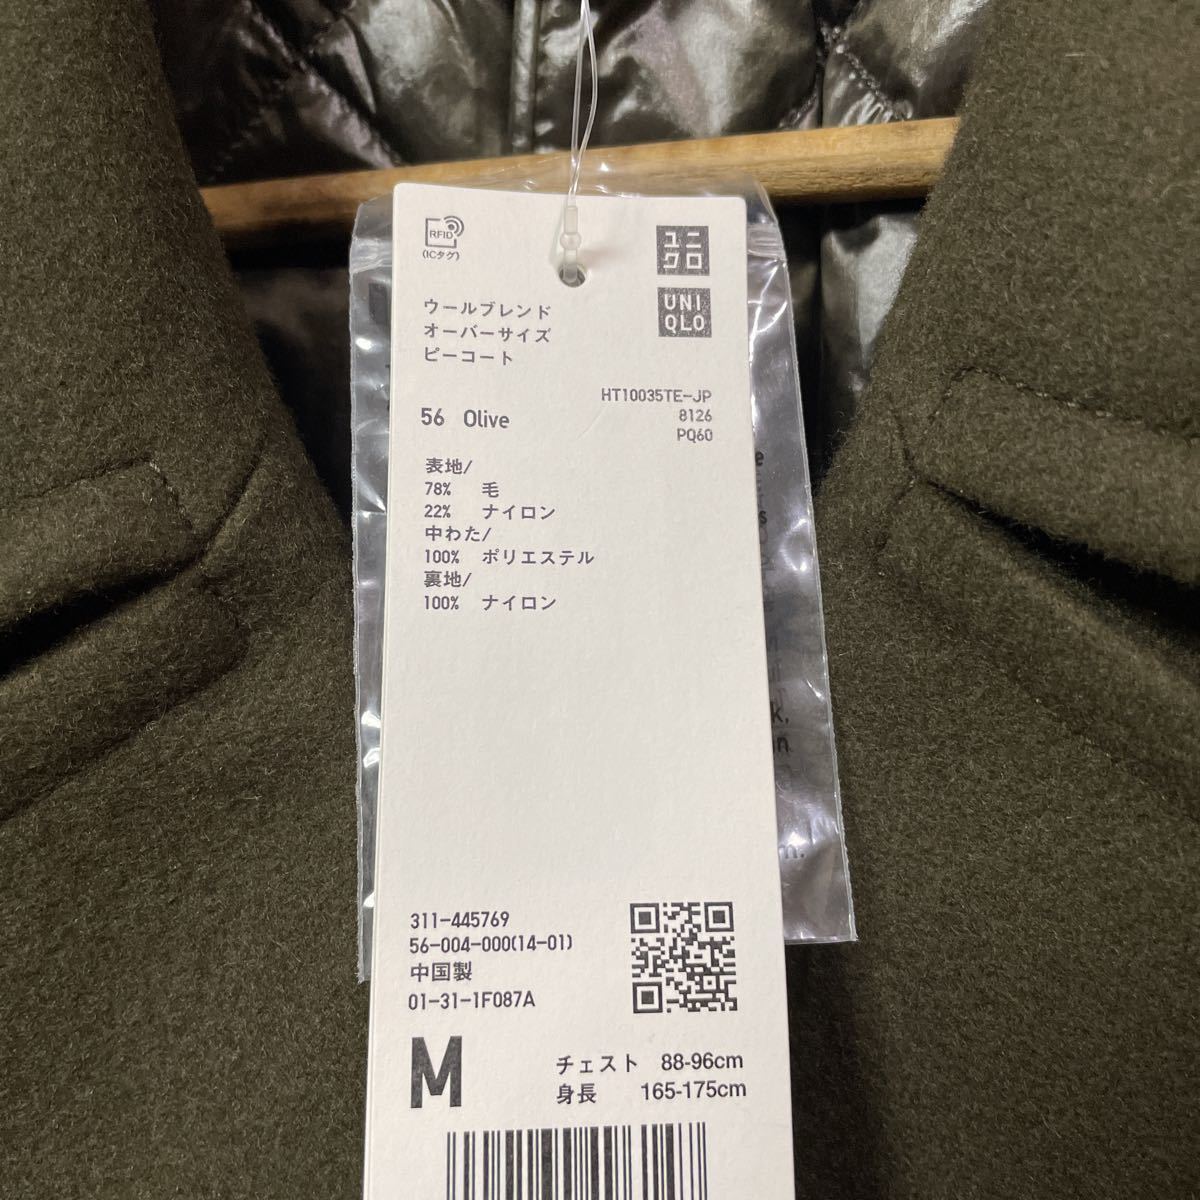 RFID
(ICタグ)
ユニ
クロ
UNI
QLO
ウールブレンド
オーバーサイズ
ピーコート
HT10035TE-JP
8126
PQ60
56 Olive
表地/
78% 毛
22% ナイロン
中わた/
100% ポリエステル
裏地/
100% ナイロン
311-445769
56-004-000(14-01)
中国製
01-31-1F087A
M
チェスト 88-96cm
身長 165-175cm